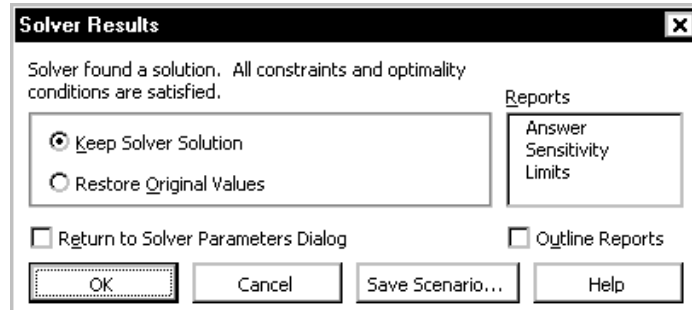 Solver Results
Solver found a solution. All constraints and optimality
conditions are satisfied.
Keep Solver Solution
Restore Original Values
Reports
Answer
Sensitivity
Limits
Return to Solver Parameters Dialog
Outline Reports
OK
Cancel
Save Scenario...
Help